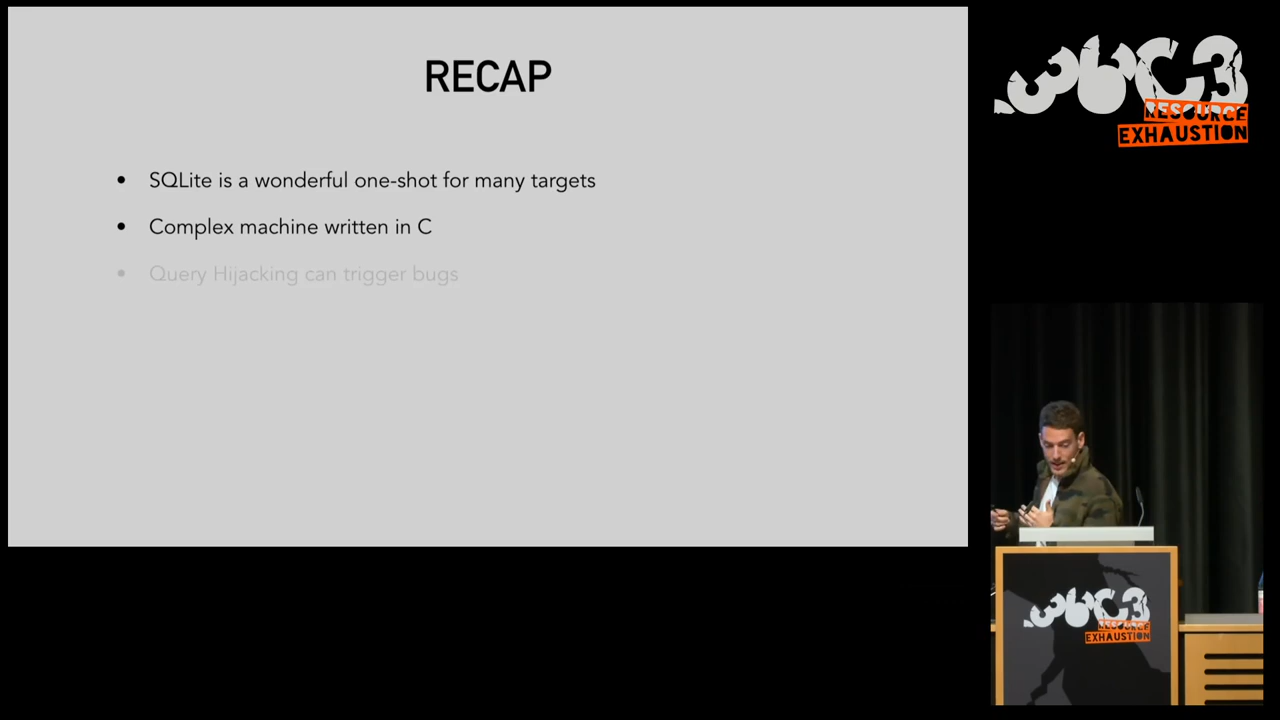 RECAP
• SQLite is a wonderful one-shot for many targets
• Complex machine written in C
• Query Hijacking can trigger bugs
36C3
RESOURCE
EXHAUSTION
36C3
RESOURCE
EXHAUSTION